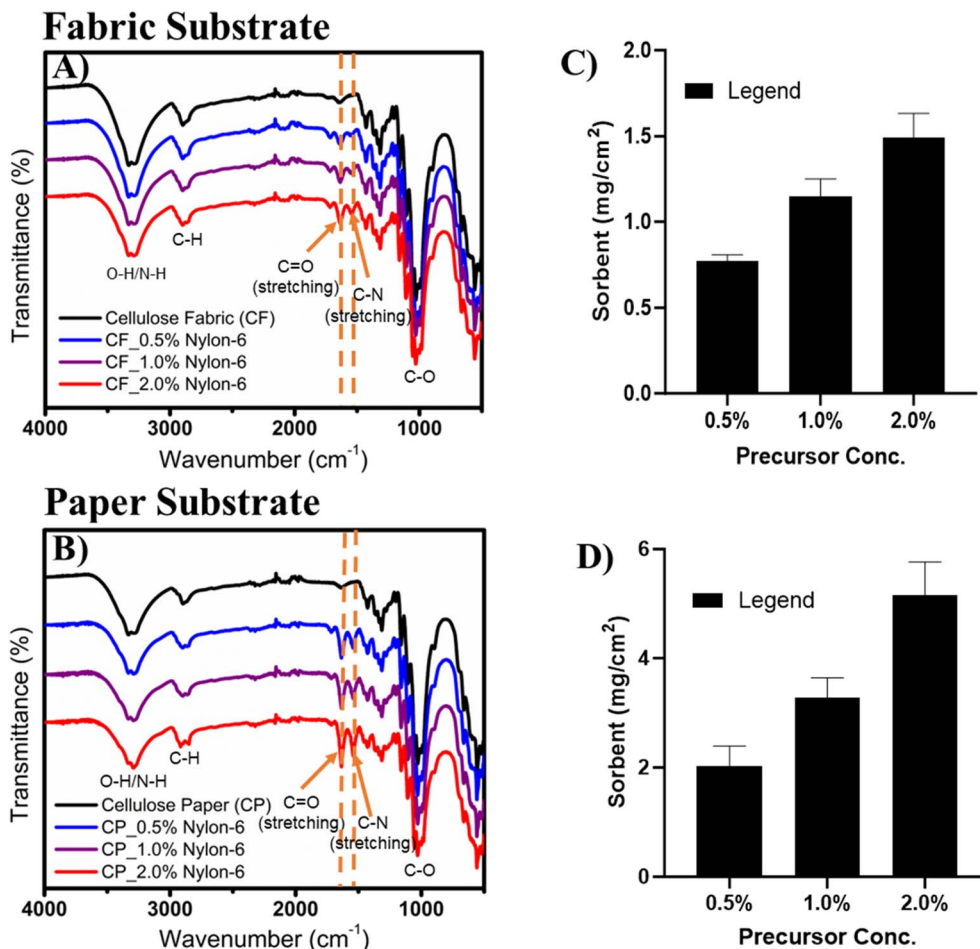 Fabric Substrate
A)
Transmittance (%)
O-H/N-H
C-H
C=O
(stretching)
C-N
(stretching)
C-O
Cellulose Fabric (CF)
CF_0.5% Nylon-6
CF_1.0% Nylon-6
CF_2.0% Nylon-6
4000 3000 2000 1000
Wavenumber (cm⁻¹)
C)
Legend
Sorbent (mg/cm²)
2.0
1.5
1.0
0.5
0.0
0.5% 1.0% 2.0%
Precursor Conc.
Paper Substrate
B)
Transmittance (%)
O-H/N-H
C-H
C=O
(stretching)
C-N
(stretching)
C-O
Cellulose Paper (CP)
CP_0.5% Nylon-6
CP_1.0% Nylon-6
CP_2.0% Nylon-6
4000 3000 2000 1000
Wavenumber (cm⁻¹)
D)
Legend
Sorbent (mg/cm²)
6
4
2
0
0.5% 1.0% 2.0%
Precursor Conc.